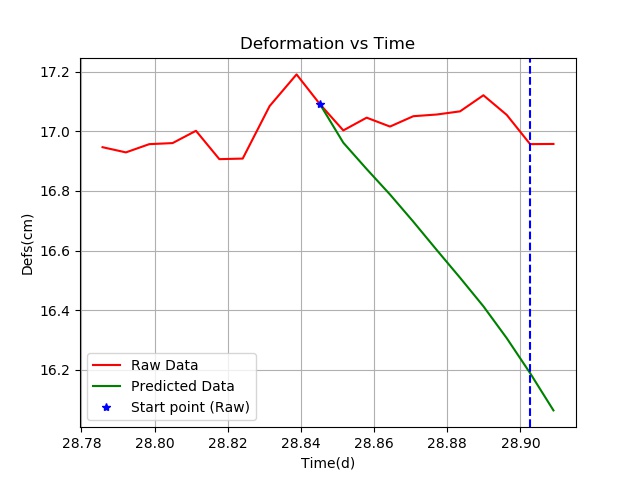 Deformation vs Time
Defs(cm)
17.2
17.0
16.8
16.6
16.4
16.2
Raw Data
Predicted Data
Start point (Raw)
28.78 28.80 28.82 28.84 28.86 28.88 28.90
Time(d)